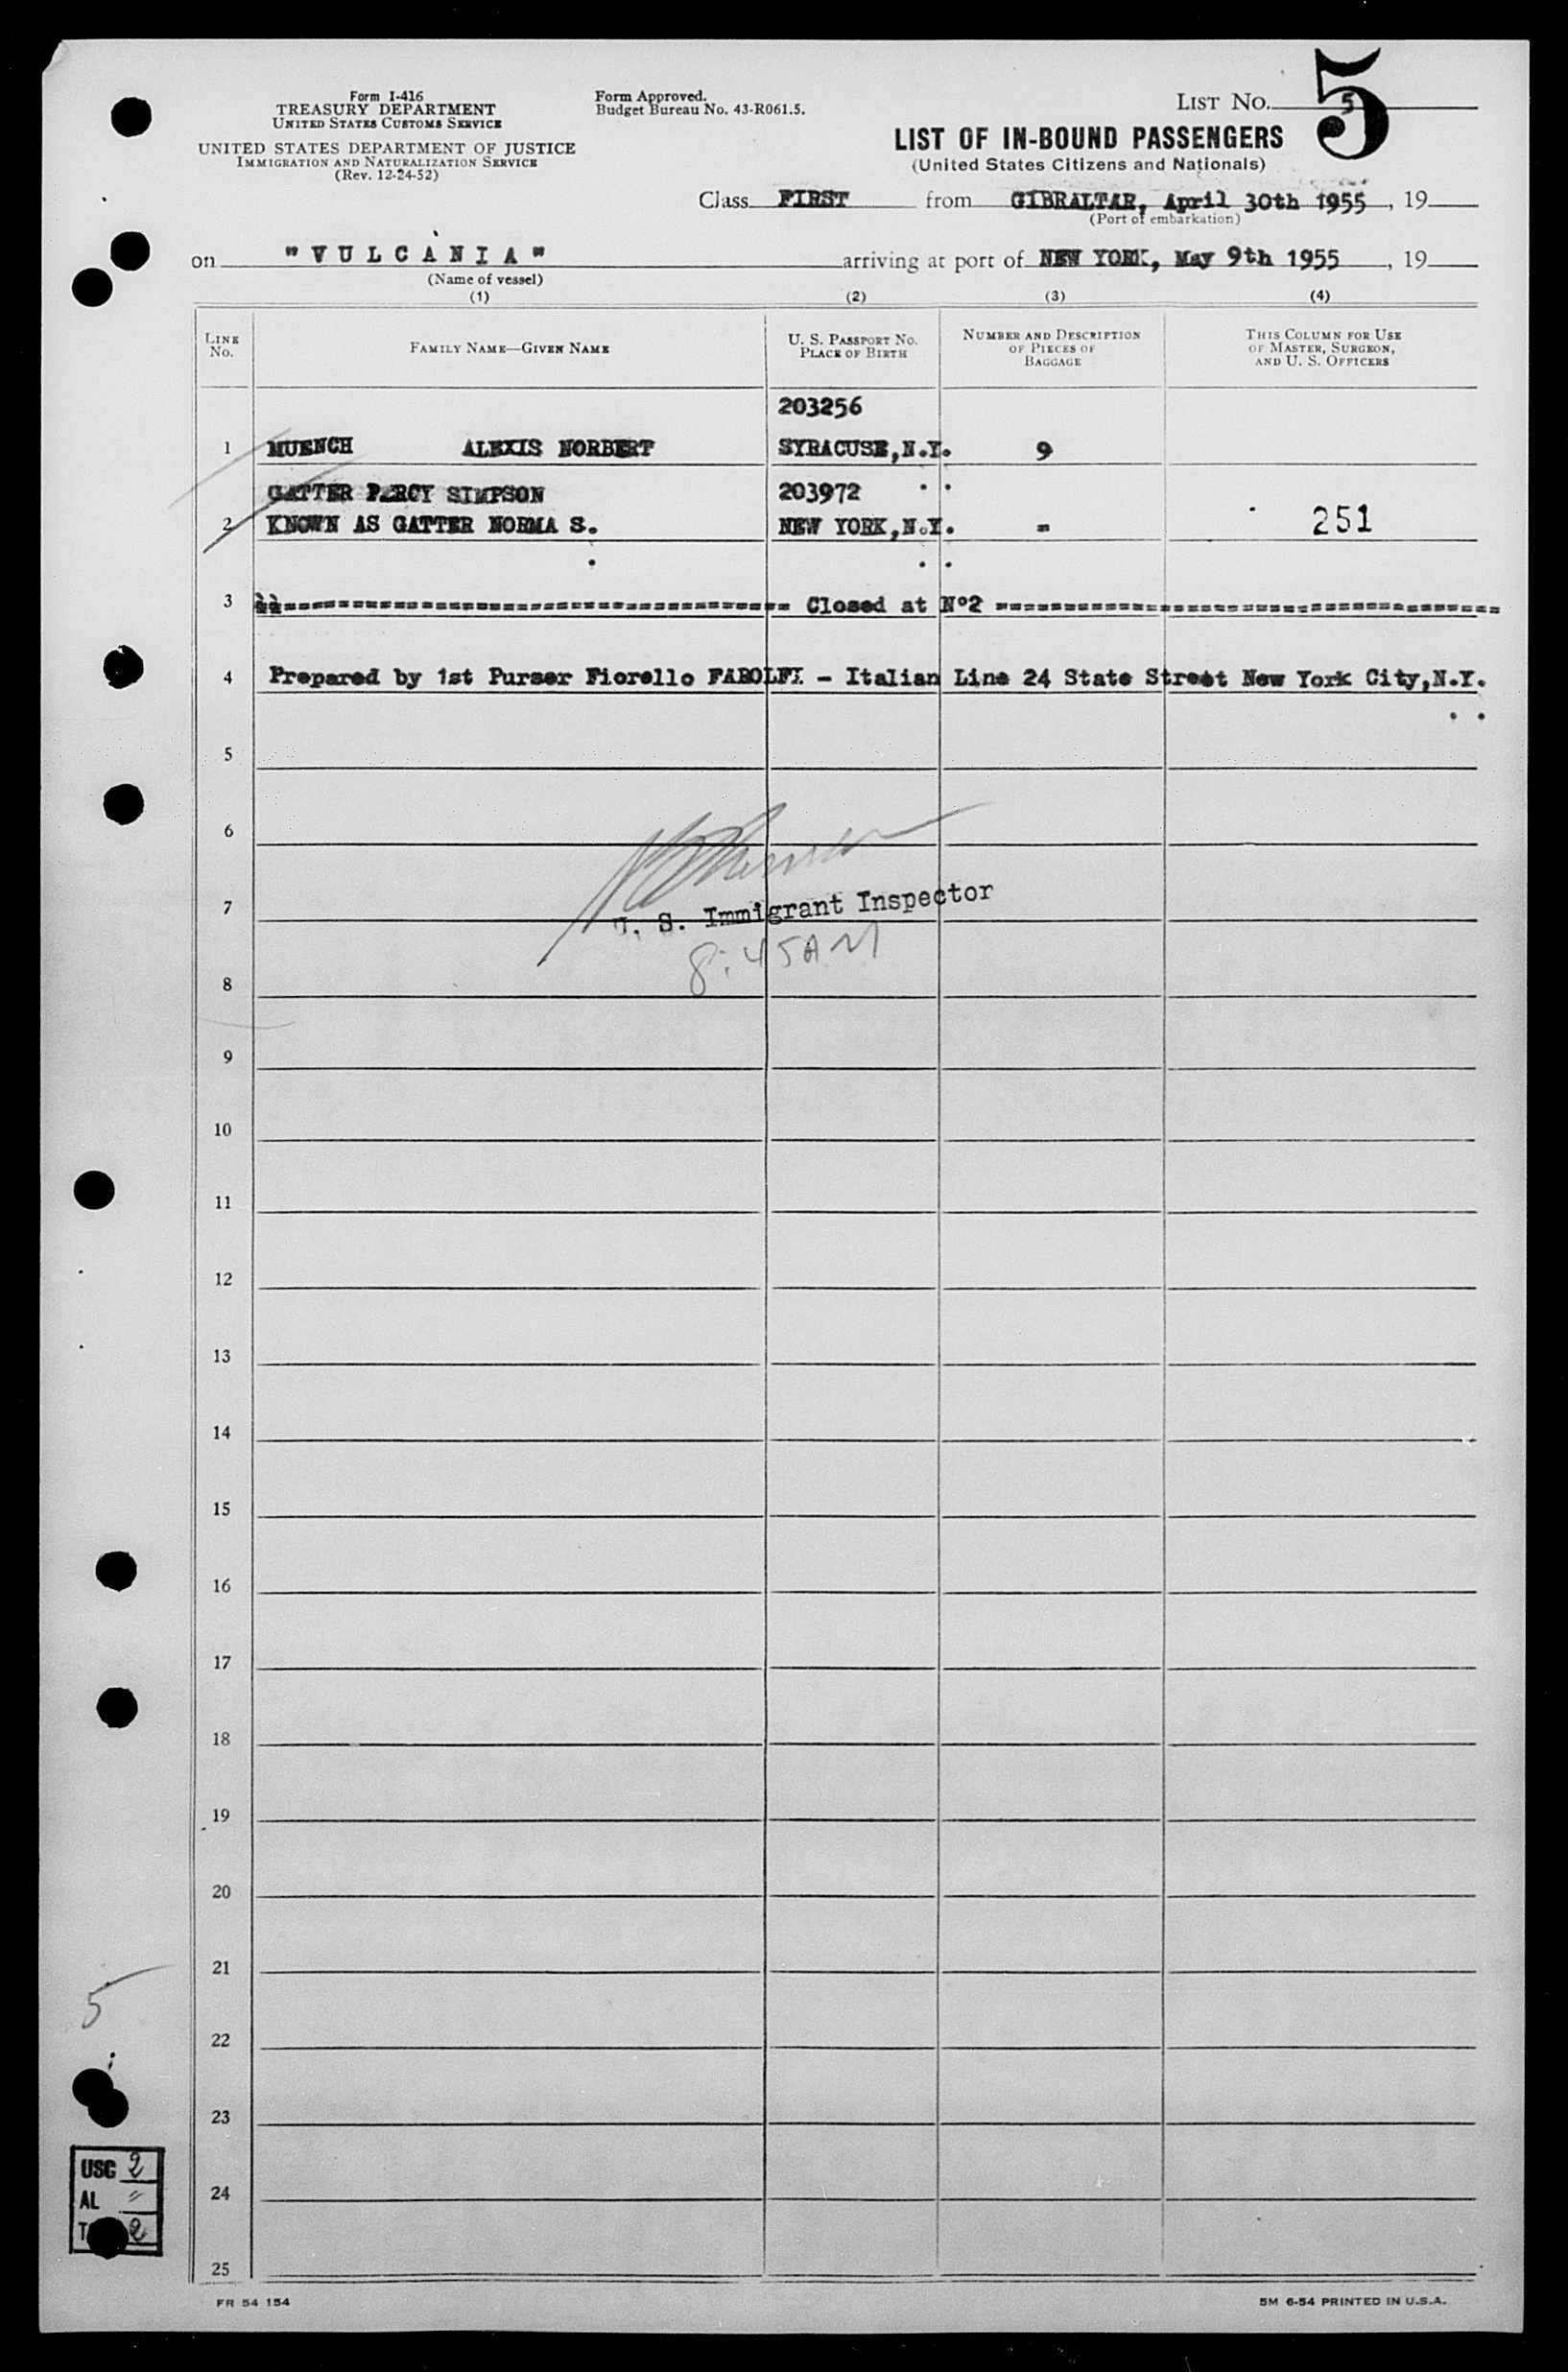 Form I-416
TREASURY DEPARTMENT
UNITED STATES CUSTOMS SERVICE
UNITED STATES DEPARTMENT OF JUSTICE
IMMIGRATION AND NATURALIZATION SERVICE
(Rev. 12-24-52)
Form Approved.
Budget Bureau No. 43-R061.5.
LIST No. 5
5
LIST OF IN-BOUND PASSENGERS
(United States Citizens and Nationals)
Class FIRST from GIBRALTAR, April 30th 1955, 19
(Port of embarkation)
on "VULCANIA" arriving at port of NEW YORK, May 9th 1955, 19
(Name of vessel)
(1) (2) (3) (4)
LINE No. FAMILY NAME—GIVEN NAME U. S. PASSPORT No. PLACE OF BIRTH NUMBER AND DESCRIPTION OF PIECES OF BAGGAGE THIS COLUMN FOR USE OF MASTER, SURGEON, AND U. S. OFFICERS
203256
1 MUENCH ALEXIS NORBERT SYRACUSE,N.Y. 9
GATTER PERCY SIMPSON 203972
2 KNOWN AS GATTER NORMA S. NEW YORK,N.Y. = 251
3 àà================ Closed at N°2 ================
4 Prepared by 1st Purser Fiorello FAROLFI - Italian Line 24 State Street New York City,N.Y.
5
6
7 U. S. Immigrant Inspector
8:45AM
8
9
10
11
12
13
14
15
16
17
18
19
20
21
5
22
23
USC 2
24
AL "
T 2
25
FR 54 154
5M 6-54 PRINTED IN U.S.A.